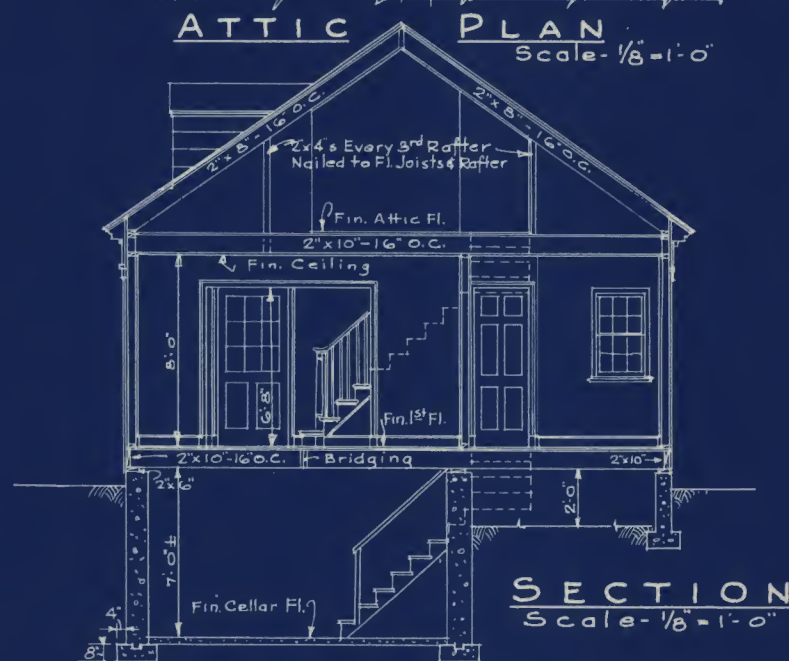 ATTIC PLAN
Scale-1/8"=1'-0"
2"x8"-16"O.C.
2"x8"-16"O.C.
2x4's Every 3rd Rafter
Nailed to Fl. Joists & Rafter
Fin. Attic Fl.
2"x10"-16"O.C.
Fin. Ceiling
8'-0"
6'-8"
Fin. 1st Fl.
2"x10"-16"O.C.
Bridging
2"x10"
2"x6"
2'-0"
7'-0"±
Fin. Cellar Fl.
4"
8"
SECTION
Scale-1/8"=1'-0"